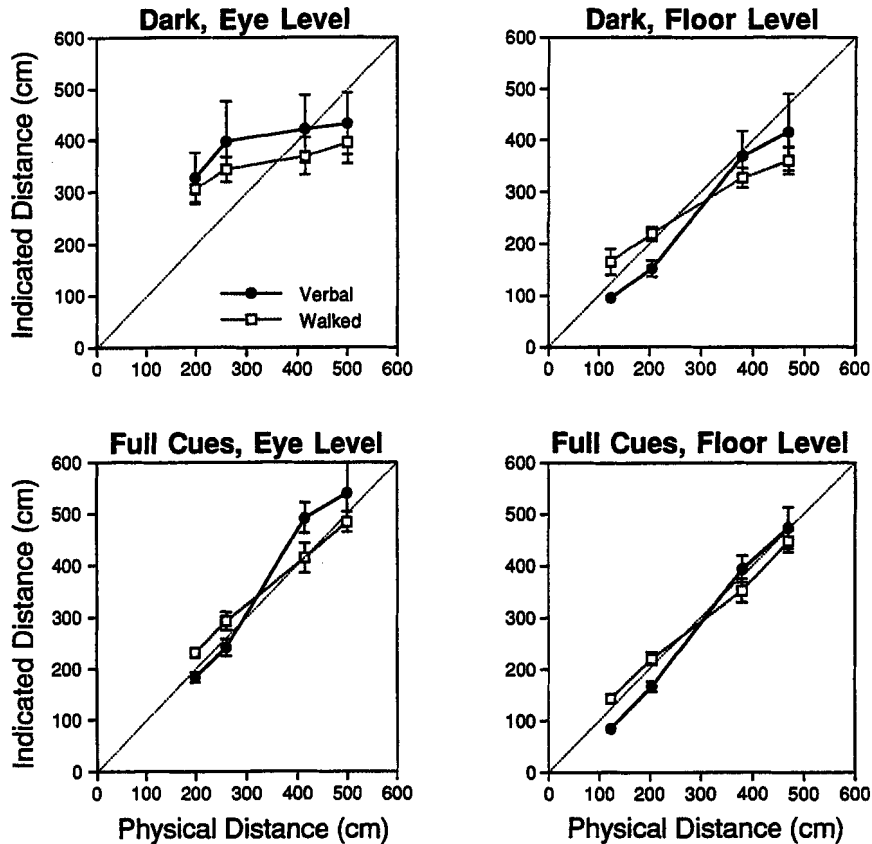 Dark, Eye Level
Dark, Floor Level
Indicated Distance (cm)
600
500
400
300
200
100
0
Verbal
Walked
0 100 200 300 400 500 600
600
500
400
300
200
100
0
0 100 200 300 400 500 600
Full Cues, Eye Level
Full Cues, Floor Level
Indicated Distance (cm)
600
500
400
300
200
100
0
0 100 200 300 400 500 600
Physical Distance (cm)
600
500
400
300
200
100
0
0 100 200 300 400 500 600
Physical Distance (cm)